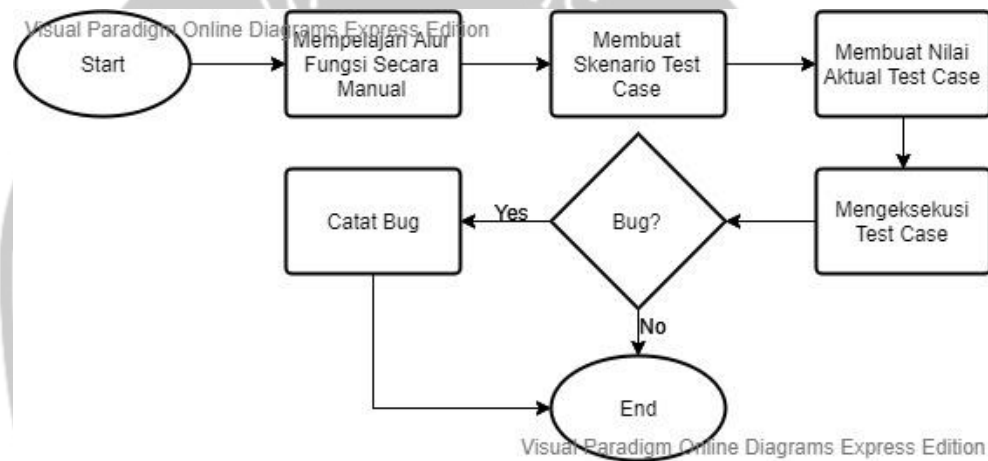 Visual Paradigm Online Diagrams Express Edition
Start
Mempelajari Alur
Fungsi Secara
Manual
Membuat
Skenario Test
Case
Membuat Nilai
Aktual Test Case
Catat Bug
Yes
Bug?
Mengeksekusi
Test Case
No
End
Visual Paradigm Online Diagrams Express Edition